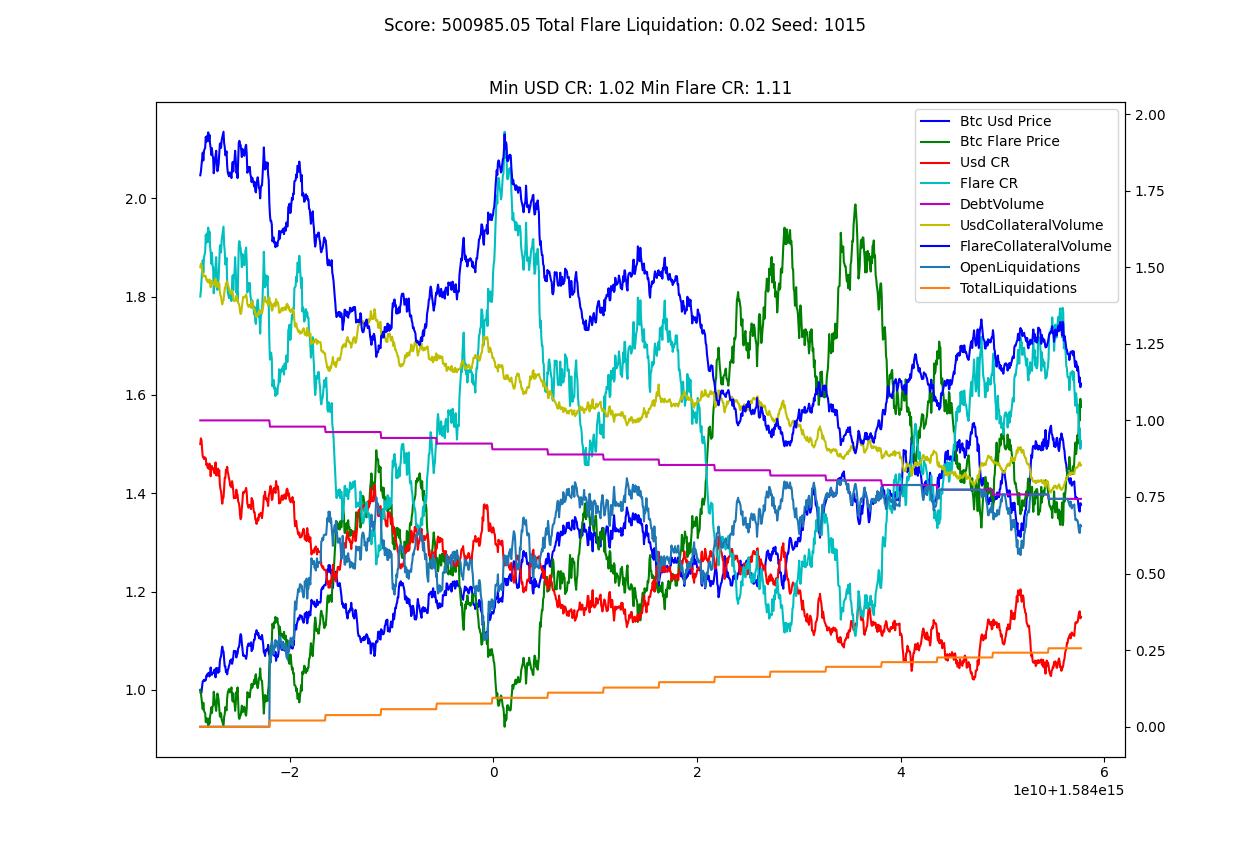 Score: 500985.05 Total Flare Liquidation: 0.02 Seed: 1015
Min USD CR: 1.02 Min Flare CR: 1.11
Btc Usd Price
Btc Flare Price
Usd CR
Flare CR
DebtVolume
UsdCollateralVolume
FlareCollateralVolume
OpenLiquidations
TotalLiquidations
2.0
1.8
1.6
1.4
1.2
1.0
2.00
1.75
1.50
1.25
1.00
0.75
0.50
0.25
0.00
−2 0 2 4 6
1e10+1.584e15